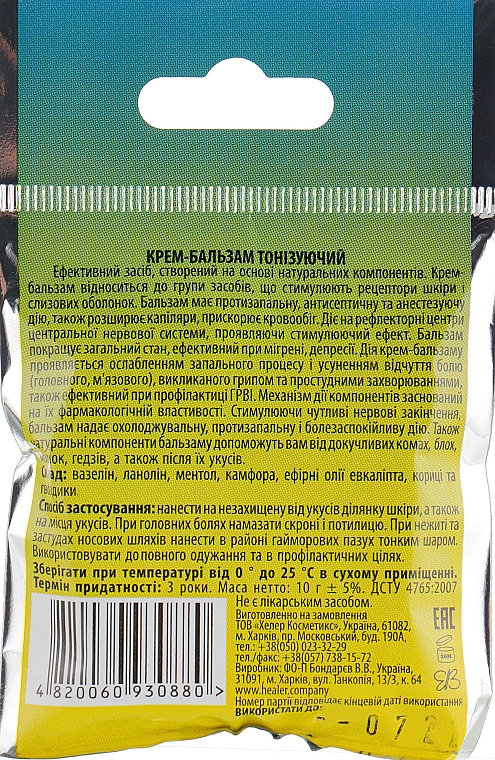 КРЕМ-БАЛЬЗАМ ТОНІЗУЮЧИЙ
Ефективний засіб, створений на основі натуральних компонентів. Крем-
бальзам відноситься до групи засобів, що стимулюють рецептори шкіри і
слизових оболонок. Бальзам має протизапальну, антисептичну та анестезуючу
дію, також розширює капіляри, прискорює кровообіг. Діє на рефлекторні центри
центральної нервової системи, проявляючи стимулюючий ефект. Бальзам
покращує загальний стан, ефективний при мігрені, депресії. Дія крем-бальзаму
проявляється ослабленням запального процесу і усуненням відчуття болю
(головного, м'язового), викликаного грипом та простудними захворюваннями,
також ефективний при профілактиці ГРВІ. Механізм дії компонентів заснований
на їх фармакологічній властивості. Стимулюючи чутливі нервові закінчення,
бальзам надає охолоджувальну, протизапальну і болезаспокійливу дію. Також
натуральні компоненти бальзаму допоможуть вам від докучливих комах, блох,
гедзів, а також після їх укусів.
вазелін, ланолін, ментол, камфора, ефірні олії евкаліпта, кориці та
гвоздики
Спосіб застосування: нанести на незахищену від укусів ділянку шкіри, а також
на місця укусів. При головних болях намазати скроні і потилицю. При нежиті та
застудах носових шляхів нанести в районі гайморових пазух тонким шаром.
Використовувати до повного одужання та в профілактичних цілях.
Зберігати при температурі від 0 ° до 25 °С в сухому приміщенні.
Термін придатності: 3 роки. Маса нетто: 10 г ± 5%. ДСТУ 4765:2007
Не є лікарським засобом.
Виготовлено на замовлення:
ТОВ «Хелер Косметикс», Україна, 61082,
м. Харків, пр. Московський, буд. 190А,
тел.: +38(050) 023-32-29
тел./факс: +38(057) 738-15-72
Виробник: ФО-П Бондарєв В.В., Україна,
31091, м. Харків, вул. Танкопія, 13/3, к. 64
www.healer.company
Номер партії відповідає кінцевій даті використання
ВИКОРИСТАТИ ДО:
EAC
36М
4 820060 930880 >